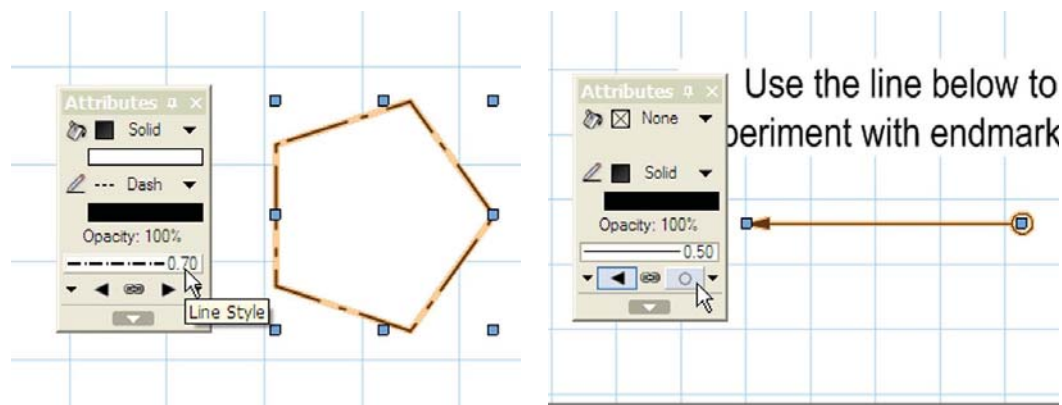 Attributes
Solid
Dash
Opacity: 100%
0.70
Line Style
Use the line below to
periment with endmark
Attributes
None
Solid
Opacity: 100%
0.50